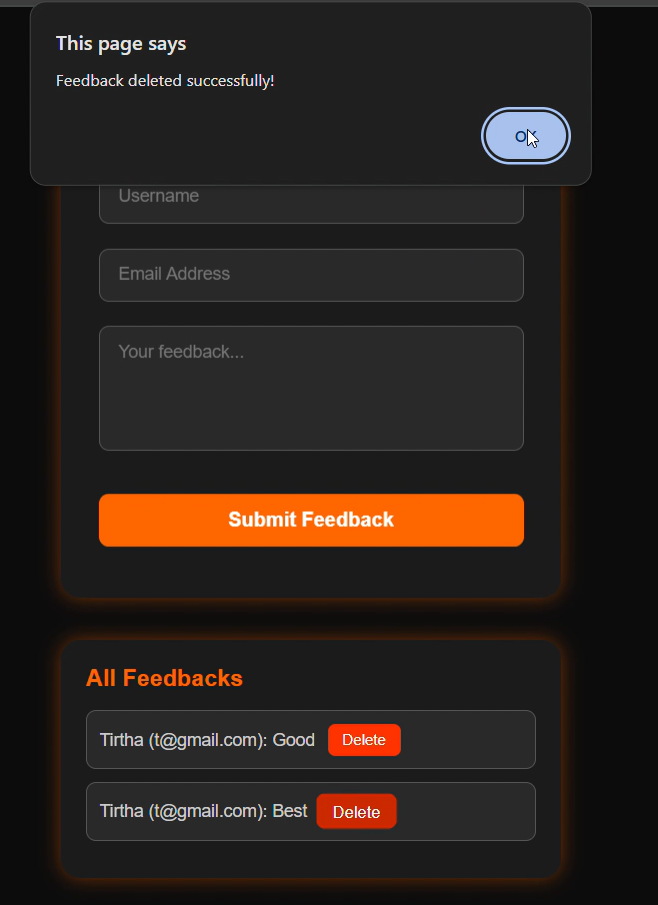 This page says
Feedback deleted successfully!
OK
Username
Email Address
Your feedback...
Submit Feedback
All Feedbacks
Tirtha (t@gmail.com): Good Delete
Tirtha (t@gmail.com): Best Delete